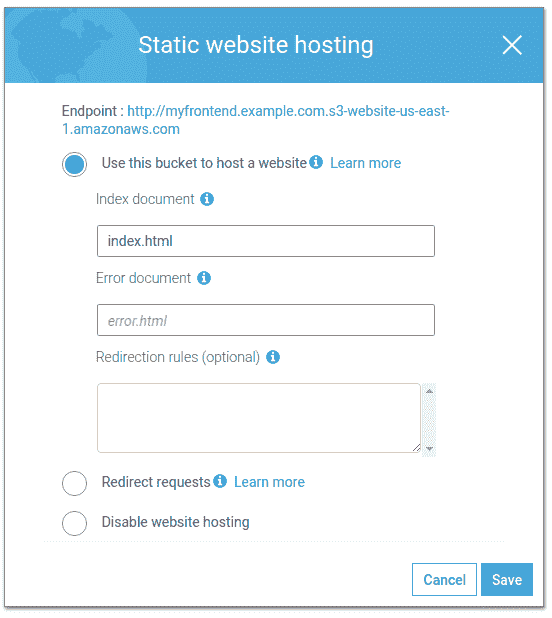 Static website hosting
Endpoint : http://myfrontend.example.com.s3-website-us-east-
1.amazonaws.com
Use this bucket to host a website Learn more
Index document
index.html
Error document
error.html
Redirection rules (optional)
Redirect requests Learn more
Disable website hosting
Cancel Save